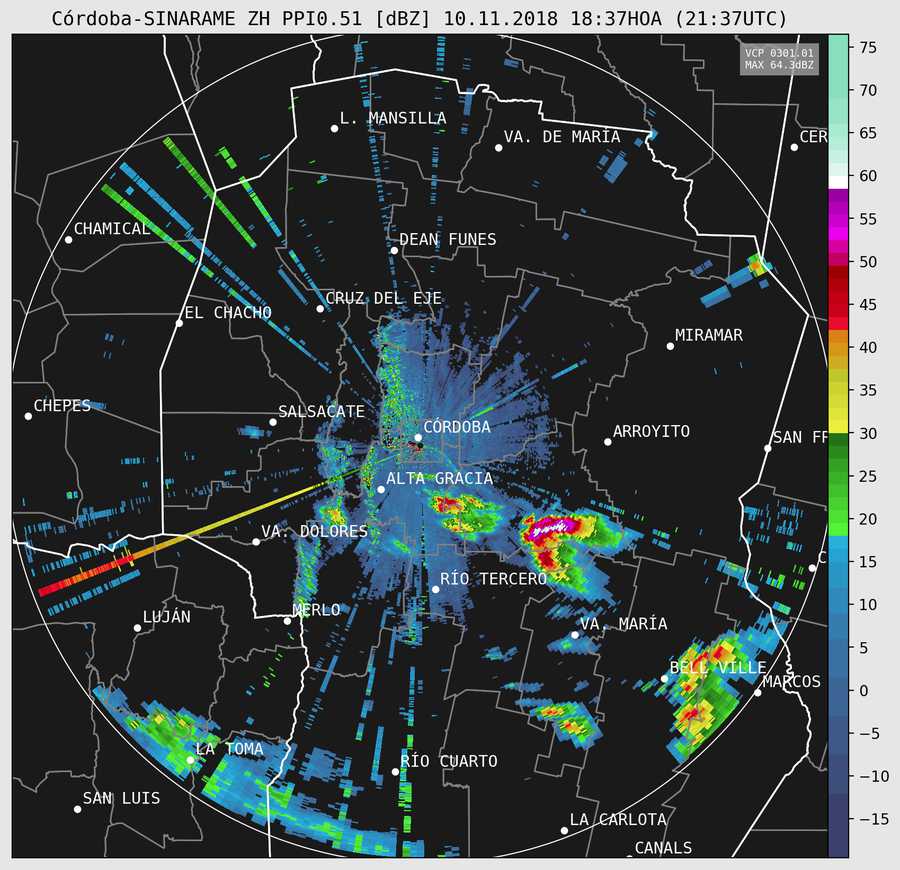 Córdoba-SINARAME ZH PPI0.51 [dBZ] 10.11.2018 18:37HOA (21:37UTC)
VCP 0301.01
MAX 64.3dBZ
L. MANSILLA
VA. DE MARÍA
CER
CHAMICAL
DEAN FUNES
CRUZ DEL EJE
EL CHACHO
MIRAMAR
CHEPES
SALSACATE
CÓRDOBA
ARROYITO
SAN FR
ALTA GRACIA
VA. DOLORES
C
RÍO TERCERO
LUJÁN
MERLO
VA. MARÍA
BELL VILLE
MARCOS
LA TOMA
RÍO CUARTO
SAN LUIS
LA CARLOTA
CANALS
75
70
65
60
55
50
45
40
35
30
25
20
15
10
5
0
−5
−10
−15